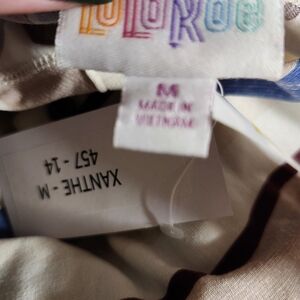 LuLaRoe
M
MADE IN
VIETNAM
XANTHE - M
457 - 14